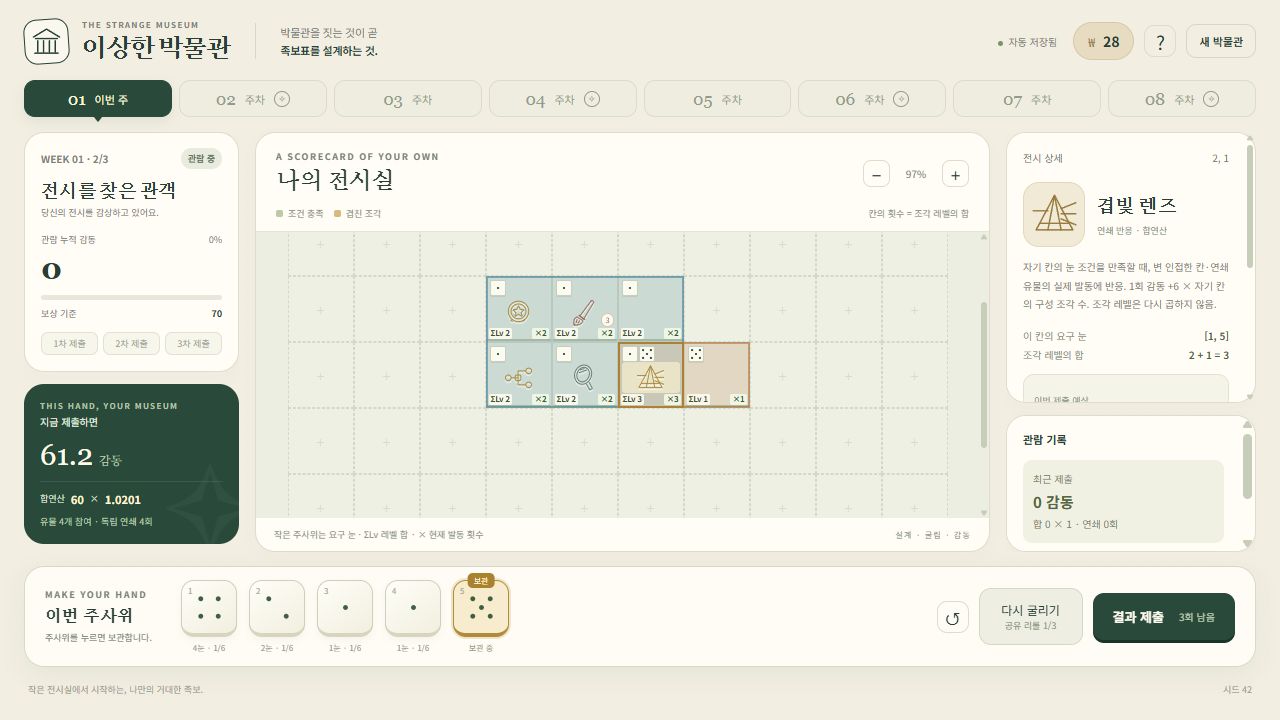 THE STRANGE MUSEUM
이상한 박물관
박물관을 짓는 것이 곧
족보표를 설계하는 것.
자동 저장됨
₩ 28
?
새 박물관
01 이번 주
02 주차
03 주차
04 주차
05 주차
06 주차
07 주차
08 주차
WEEK 01 · 2/3
관람 중
전시를 찾은 관객
당신의 전시를 감상하고 있어요.
관람 누적 감동 0%
0
보상 기준 70
1차 제출
2차 제출
3차 제출
THIS HAND, YOUR MUSEUM
지금 제출하면
61.2 감동
합연산 60 × 1.0201
유물 4개 참여 · 독립 연쇄 4회
A SCORECARD OF YOUR OWN
나의 전시실
− 97% +
조건 충족
겹친 조각
칸의 횟수 = 조각 레벨의 합
3
ΣLv 2 ×2
ΣLv 2 ×2
ΣLv 2 ×2
ΣLv 2 ×2
ΣLv 2 ×2
ΣLv 3 ×3
ΣLv 1 ×1
작은 주사위는 요구 눈 · ΣLv 레벨 합 · × 현재 발동 횟수
설계 · 굴림 · 감동
전시 상세 2, 1
겹빛 렌즈
연쇄 반응 · 합연산
자기 칸의 눈 조건을 만족할 때, 변 인접한 칸·연쇄
유물의 실제 발동에 반응. 1회 감동 +6 × 자기 칸
의 구성 조각 수. 조각 레벨은 다시 곱하지 않음.
이 칸의 요구 눈 [1, 5]
조각 레벨의 합 2 + 1 = 3
이번 제출 예상
관람 기록
최근 제출
0 감동
합 0 × 1 · 연쇄 0회
MAKE YOUR HAND
이번 주사위
주사위를 누르면 보관합니다.
1
2
3
4
5
보관
4눈 · 1/6
2눈 · 1/6
1눈 · 1/6
1눈 · 1/6
보관 중
다시 굴리기
공유 리롤 1/3
결과 제출 3회 남음
작은 전시실에서 시작하는, 나만의 거대한 족보.
시드 42